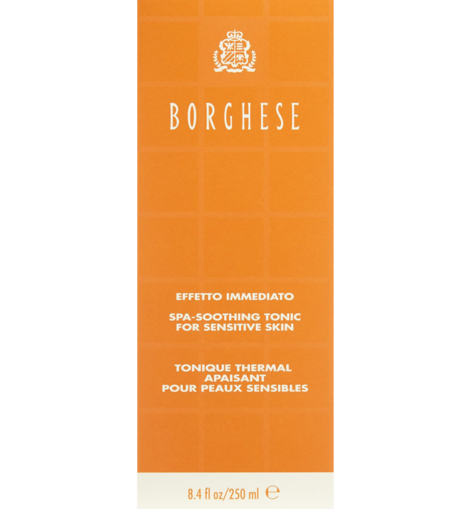 BORGHESE
EFFETTO IMMEDIATO
SPA-SOOTHING TONIC
FOR SENSITIVE SKIN
TONIQUE THERMAL
APAISANT
POUR PEAUX SENSIBLES
8.4 fl oz/250 ml ℮